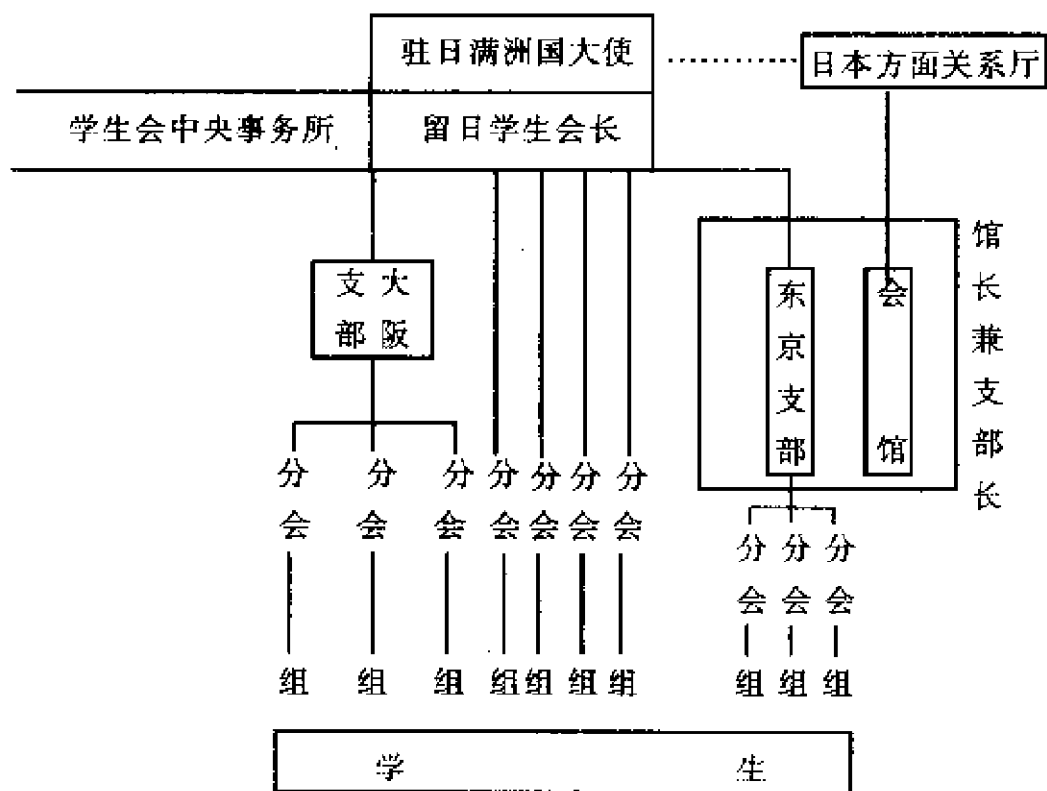 驻日满洲国大使
日本方面关系厅
学生会中央事务所
留日学生会长
大阪
支部
东京支部
会馆
馆长兼支部长
分会
分会
分会
分会
分会
分会
分会
分会
分会
分会
组
组
组
组
组
组
组
组
组
组
学生